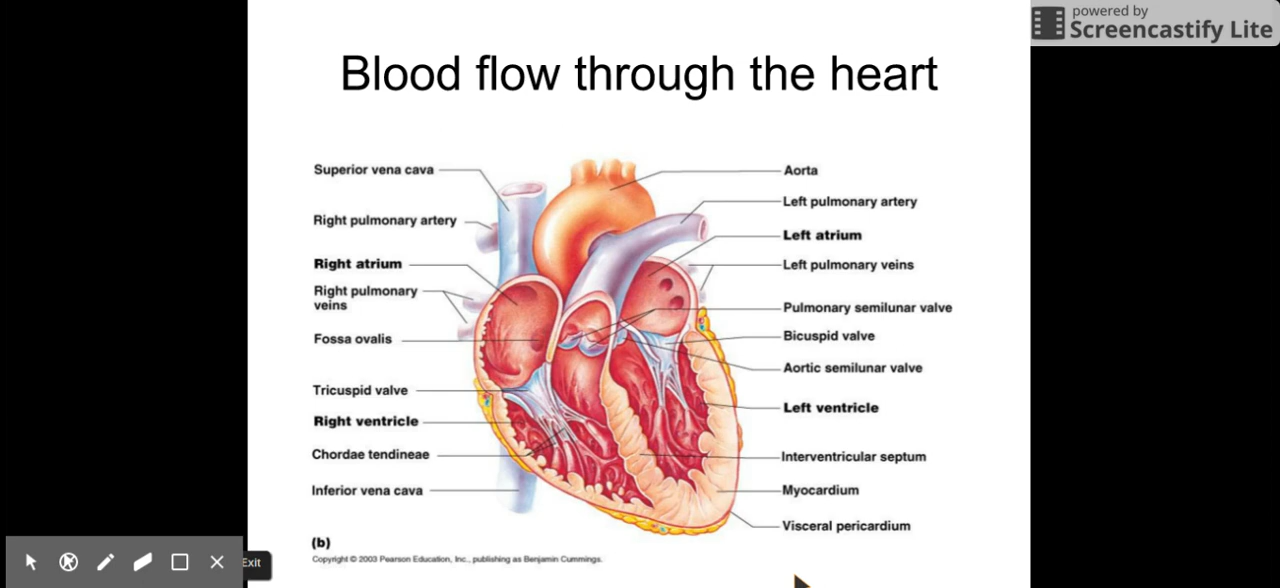 powered by
Screencastify Lite
Blood flow through the heart
Superior vena cava
Right pulmonary artery
Right atrium
Right pulmonary
veins
Fossa ovalis
Tricuspid valve
Right ventricle
Chordae tendineae
Inferior vena cava
Aorta
Left pulmonary artery
Left atrium
Left pulmonary veins
Pulmonary semilunar valve
Bicuspid valve
Aortic semilunar valve
Left ventricle
Interventricular septum
Myocardium
Visceral pericardium
(b)
Copyright © 2003 Pearson Education, Inc., publishing as Benjamin Cummings.
Exit